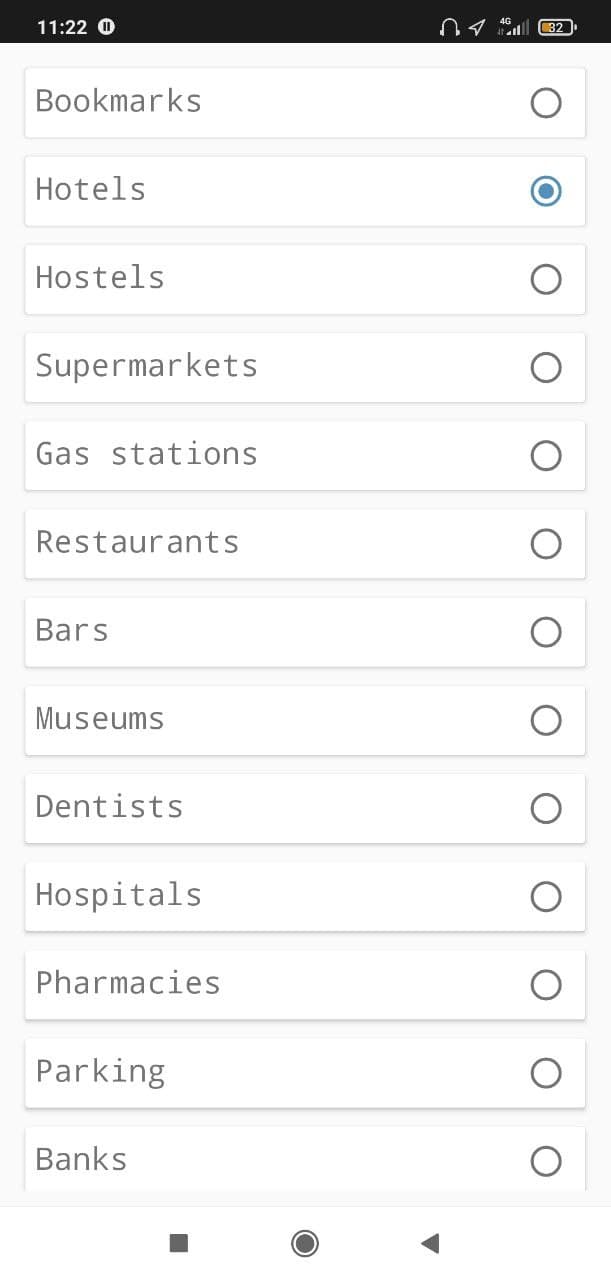 11:22
4G
32
Bookmarks
Hotels
Hostels
Supermarkets
Gas stations
Restaurants
Bars
Museums
Dentists
Hospitals
Pharmacies
Parking
Banks